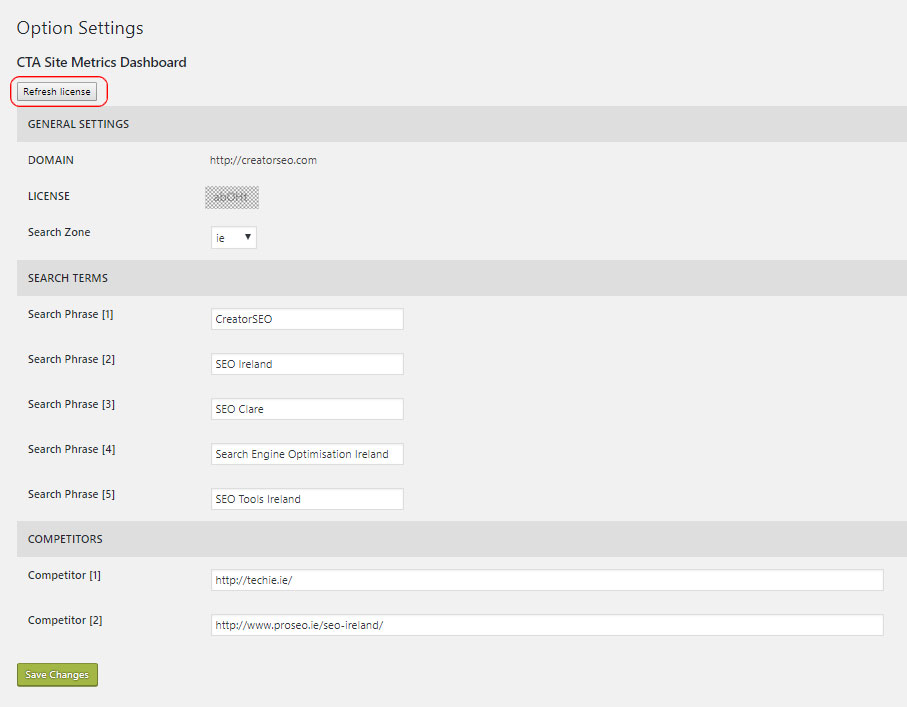 Option Settings
CTA Site Metrics Dashboard
Refresh license
GENERAL SETTINGS
DOMAIN http://creatorseo.com
LICENSE abOHt
Search Zone ie
SEARCH TERMS
Search Phrase [1] CreatorSEO
Search Phrase [2] SEO Ireland
Search Phrase [3] SEO Clare
Search Phrase [4] Search Engine Optimisation Ireland
Search Phrase [5] SEO Tools Ireland
COMPETITORS
Competitor [1] http://techie.ie/
Competitor [2] http://www.proseo.ie/seo-ireland/
Save Changes